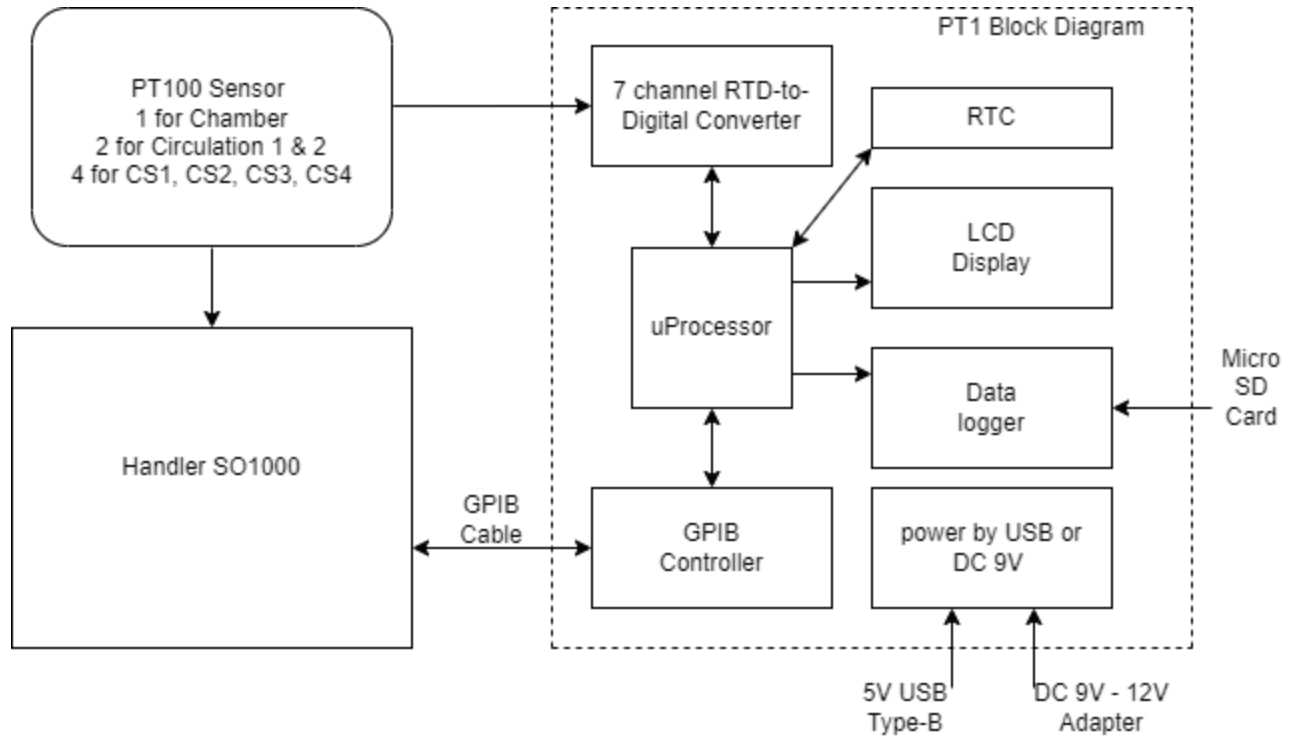 PT1 Block Diagram
PT100 Sensor
1 for Chamber
2 for Circulation 1 & 2
4 for CS1, CS2, CS3, CS4
7 channel RTD-to-
Digital Converter
RTC
LCD
Display
uProcessor
Data
logger
Micro
SD
Card
Handler SO1000
GPIB
Cable
GPIB
Controller
power by USB or
DC 9V
5V USB
Type-B
DC 9V - 12V
Adapter